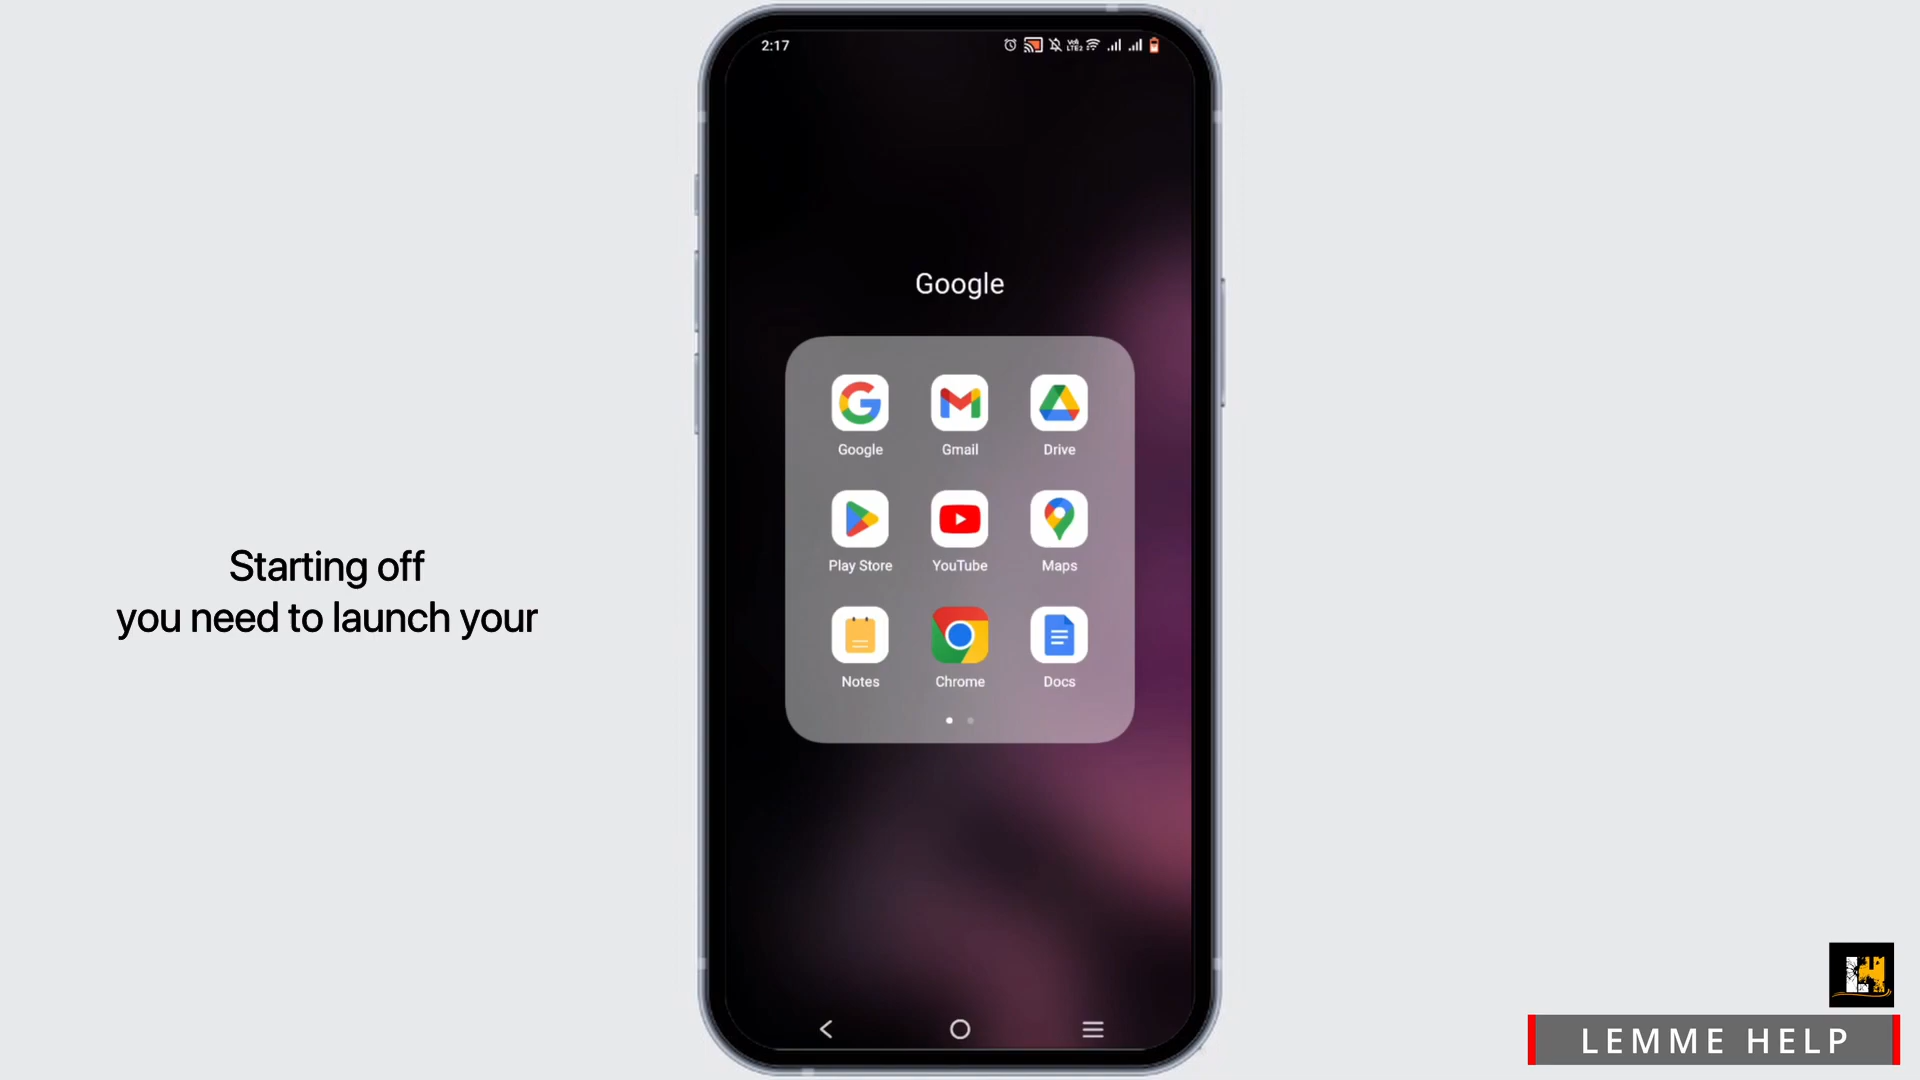 2:17
Google
Google
Gmail
Drive
Play Store
YouTube
Maps
Notes
Chrome
Docs
Starting off
you need to launch your
LEMME HELP